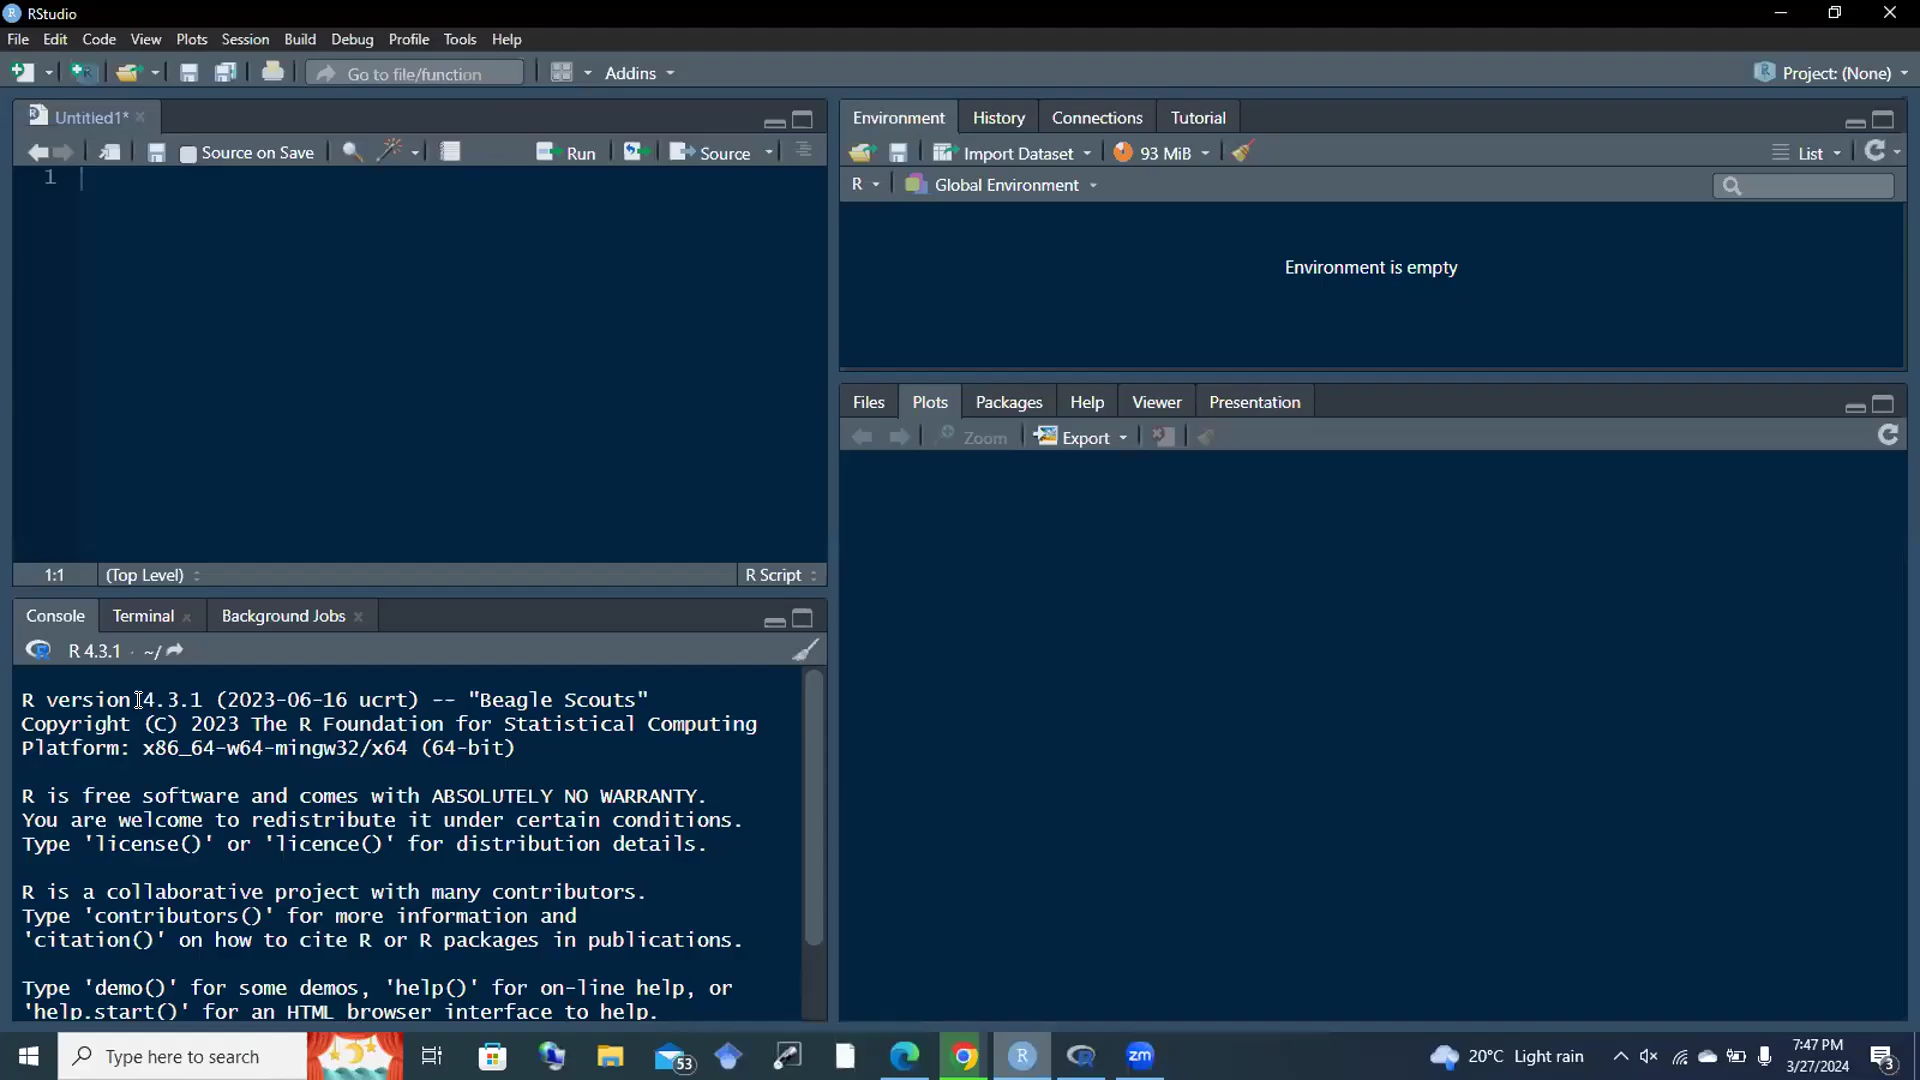 RStudio
File Edit Code View Plots Session Build Debug Profile Tools Help
Go to file/function Addins Project: (None)
Untitled1*
Source on Save Run Source
1
1:1 (Top Level) R Script
Console Terminal Background Jobs
R 4.3.1 · ~/
R version 4.3.1 (2023-06-16 ucrt) -- "Beagle Scouts"
Copyright (C) 2023 The R Foundation for Statistical Computing
Platform: x86_64-w64-mingw32/x64 (64-bit)
R is free software and comes with ABSOLUTELY NO WARRANTY.
You are welcome to redistribute it under certain conditions.
Type 'license()' or 'licence()' for distribution details.
R is a collaborative project with many contributors.
Type 'contributors()' for more information and
'citation()' on how to cite R or R packages in publications.
Type 'demo()' for some demos, 'help()' for on-line help, or
'help.start()' for an HTML browser interface to help.
Environment History Connections Tutorial
Import Dataset 93 MiB List
R Global Environment
Environment is empty
Files Plots Packages Help Viewer Presentation
Zoom Export
Type here to search 53 zm 20°C Light rain 7:47 PM
3/27/2024 3